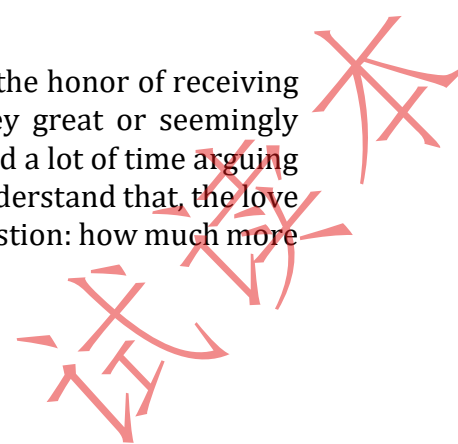 the honor of receiving
ey great or seemingly
d a lot of time arguing
derstand that, the love
stion: how much more
试读本